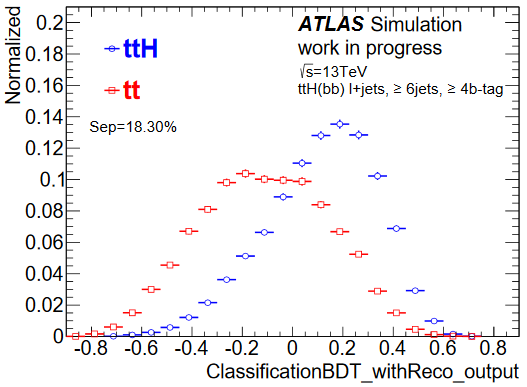 Normalized
0.2
0.18
0.16
0.14
0.12
0.1
0.08
0.06
0.04
0.02
0
ATLAS Simulation
work in progress
√s=13TeV
ttH(bb) l+jets, ≥ 6jets, ≥ 4b-tag
ttH
tt
Sep=18.30%
-0.8 -0.6 -0.4 -0.2 0 0.2 0.4 0.6 0.8
ClassificationBDT_withReco_output